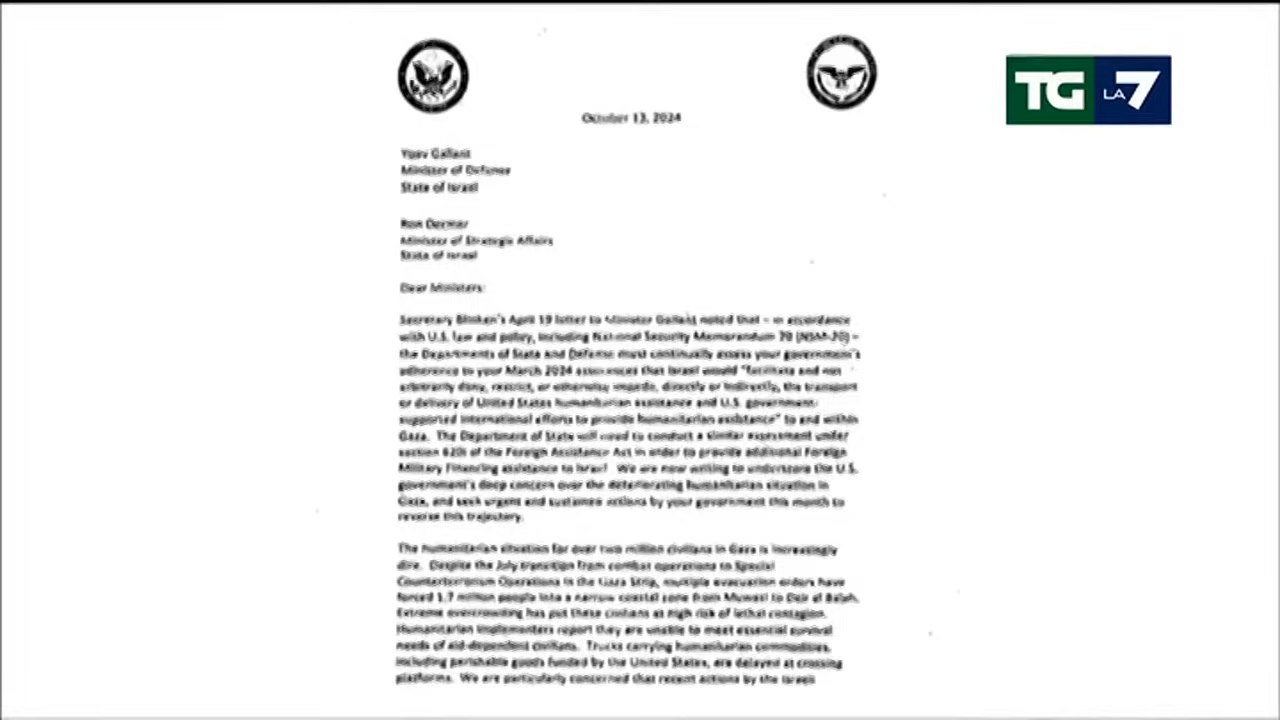 TG LA 7
October 13, 2024
Yoav Gallant
Minister of Defense
State of Israel
Ron Dermer
Minister of Strategic Affairs
State of Israel
Dear Ministers:
Secretary Blinken's April 19 letter to Minister Gallant noted that – in accordance
with U.S. law and policy, including National Security Memorandum 20 (NSM-20) –
the Departments of State and Defense must continually assess your government's
adherence to your March 2024 assurances that Israel would "facilitate and not
arbitrarily deny, restrict, or otherwise impede, directly or indirectly, the transport
or delivery of United States humanitarian assistance and U.S. government-
supported international efforts to provide humanitarian assistance" to and within
Gaza. The Department of State will need to conduct a similar assessment under
section 620i of the Foreign Assistance Act in order to provide additional Foreign
Military Financing assistance to Israel. We are now writing to underscore the U.S.
government's deep concern over the deteriorating humanitarian situation in
Gaza, and seek urgent and sustained actions by your government this month to
reverse this trajectory.
The humanitarian situation for over two million civilians in Gaza is increasingly
dire. Despite the July transition from combat operations to Special
Counterterrorism Operations in the Gaza Strip, multiple evacuation orders have
forced 1.7 million people into a narrow coastal zone from Muwasi to Deir al Balah.
Extreme overcrowding has put these civilians at high risk of lethal contagion.
Humanitarian implementers report they are unable to meet essential survival
needs of aid-dependent civilians. Trucks carrying humanitarian commodities,
including perishable goods funded by the United States, are delayed at crossing
platforms. We are particularly concerned that recent actions by the Israeli